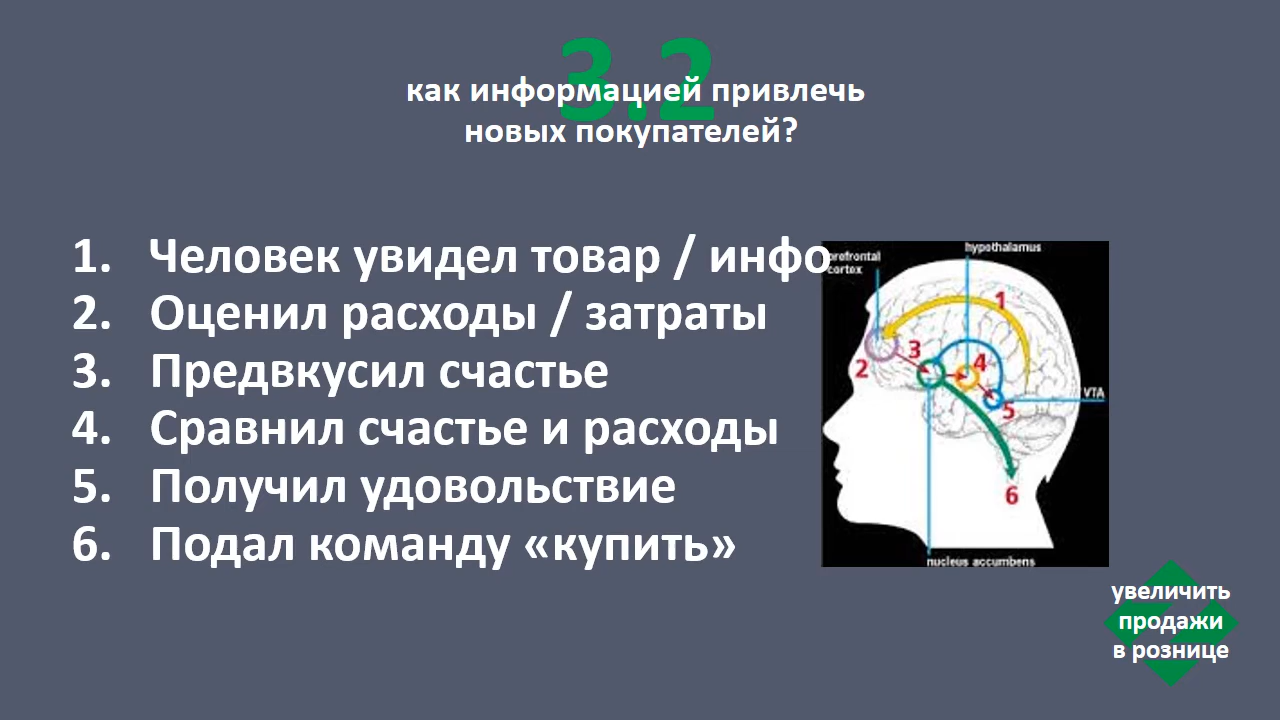 3.2
как информацией привлечь
новых покупателей?
1. Человек увидел товар / инфо
2. Оценил расходы / затраты
3. Предвкусил счастье
4. Сравнил счастье и расходы
5. Получил удовольствие
6. Подал команду «купить»
prefrontal
cortex
hypothalamus
1
2
3
4
5
VTA
6
nucleus accumbens
увеличить
продажи
в рознице